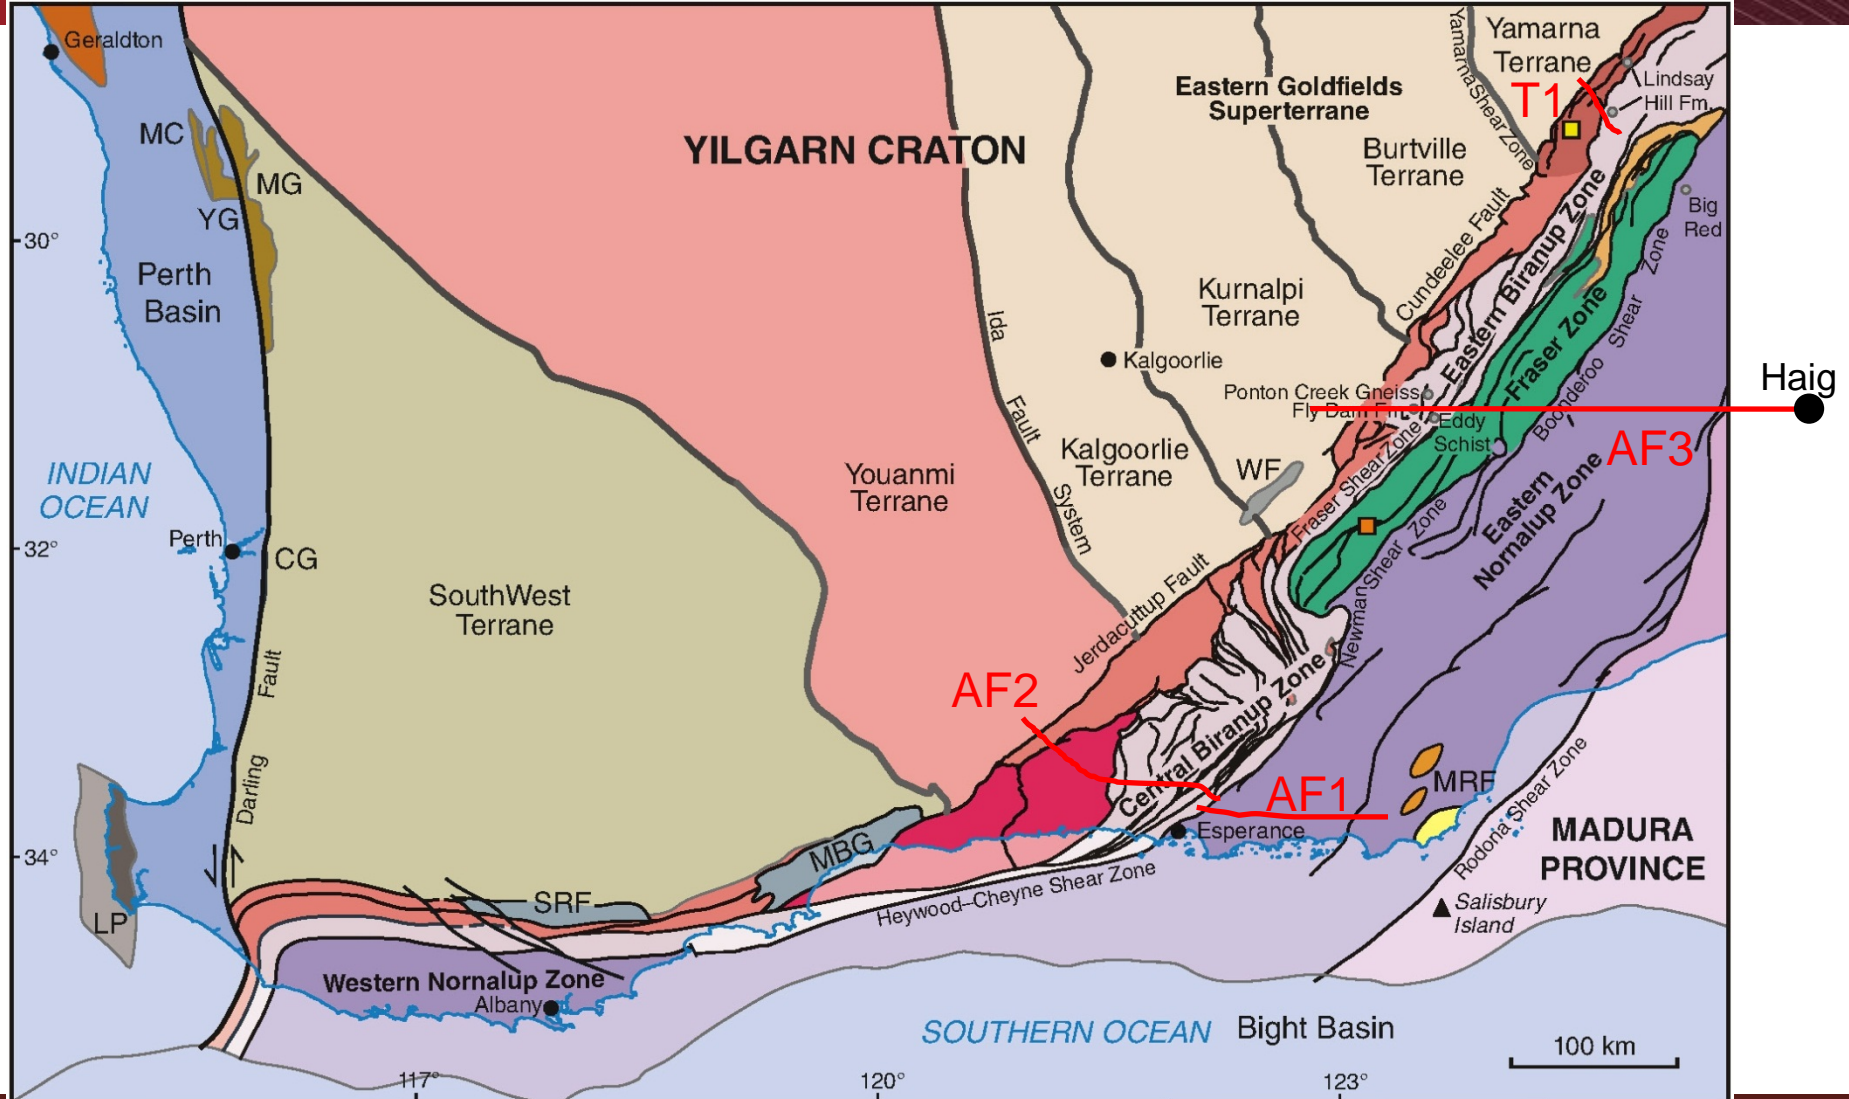 Geraldton
MC
MG
YG
30°
Perth
Basin
INDIAN
OCEAN
Perth
32°
CG
Darling
Fault
34°
LP
SouthWest
Terrane
YILGARN CRATON
Youanmi
Terrane
Ida
Fault
System
Eastern Goldfields
Superterrane
Kalgoorlie
Kalgoorlie
Terrane
Kurnalpi
Terrane
Burtville
Terrane
Yamarna Shear Zone
Yamarna
Terrane
T1
Lindsay
Hill Fm.
Big
Red
Cundeelee Fault
Eastern Biranup Zone
Fraser Zone
Boonderoo Shear Zone
Ponton Creek Gneiss
Fly Dam Fm.
Eddy
Schist
Haig
AF3
WF
Fraser Shear Zone
Eastern
Nornalup Zone
Newman Shear Zone
Jerdacuttup Fault
AF2
Central Biranup Zone
AF1
MRF
Esperance
Rodona Shear Zone
MADURA
PROVINCE
Salisbury
Island
MBG
SRF
Heywood–Cheyne Shear Zone
Western Nornalup Zone
Albany
SOUTHERN OCEAN
Bight Basin
100 km
117°
120°
123°